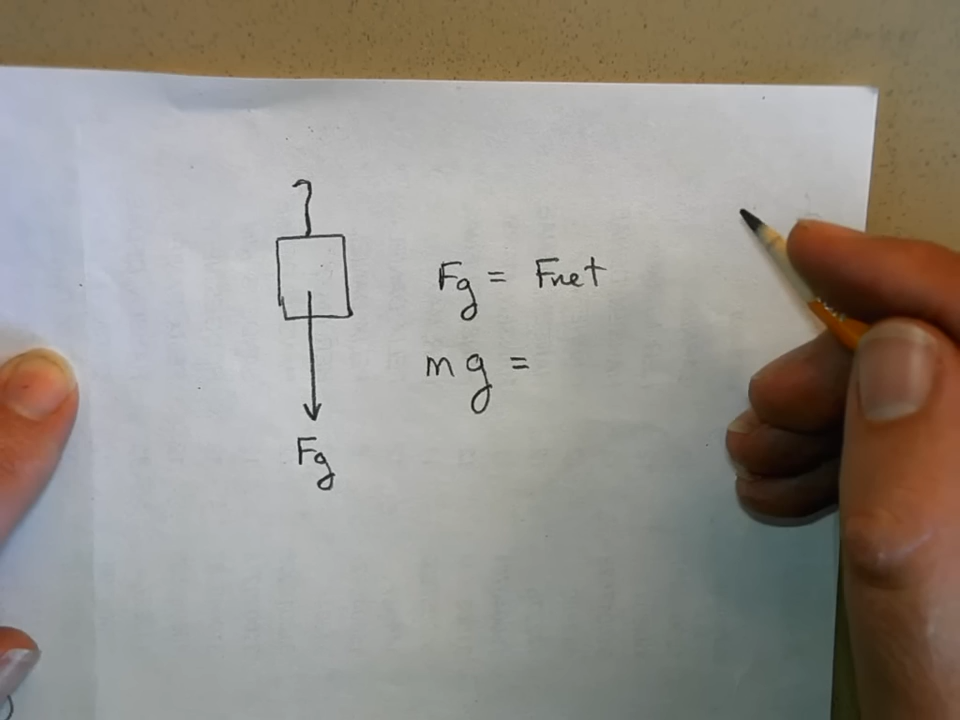 Fg = Fnet
mg =
Fg